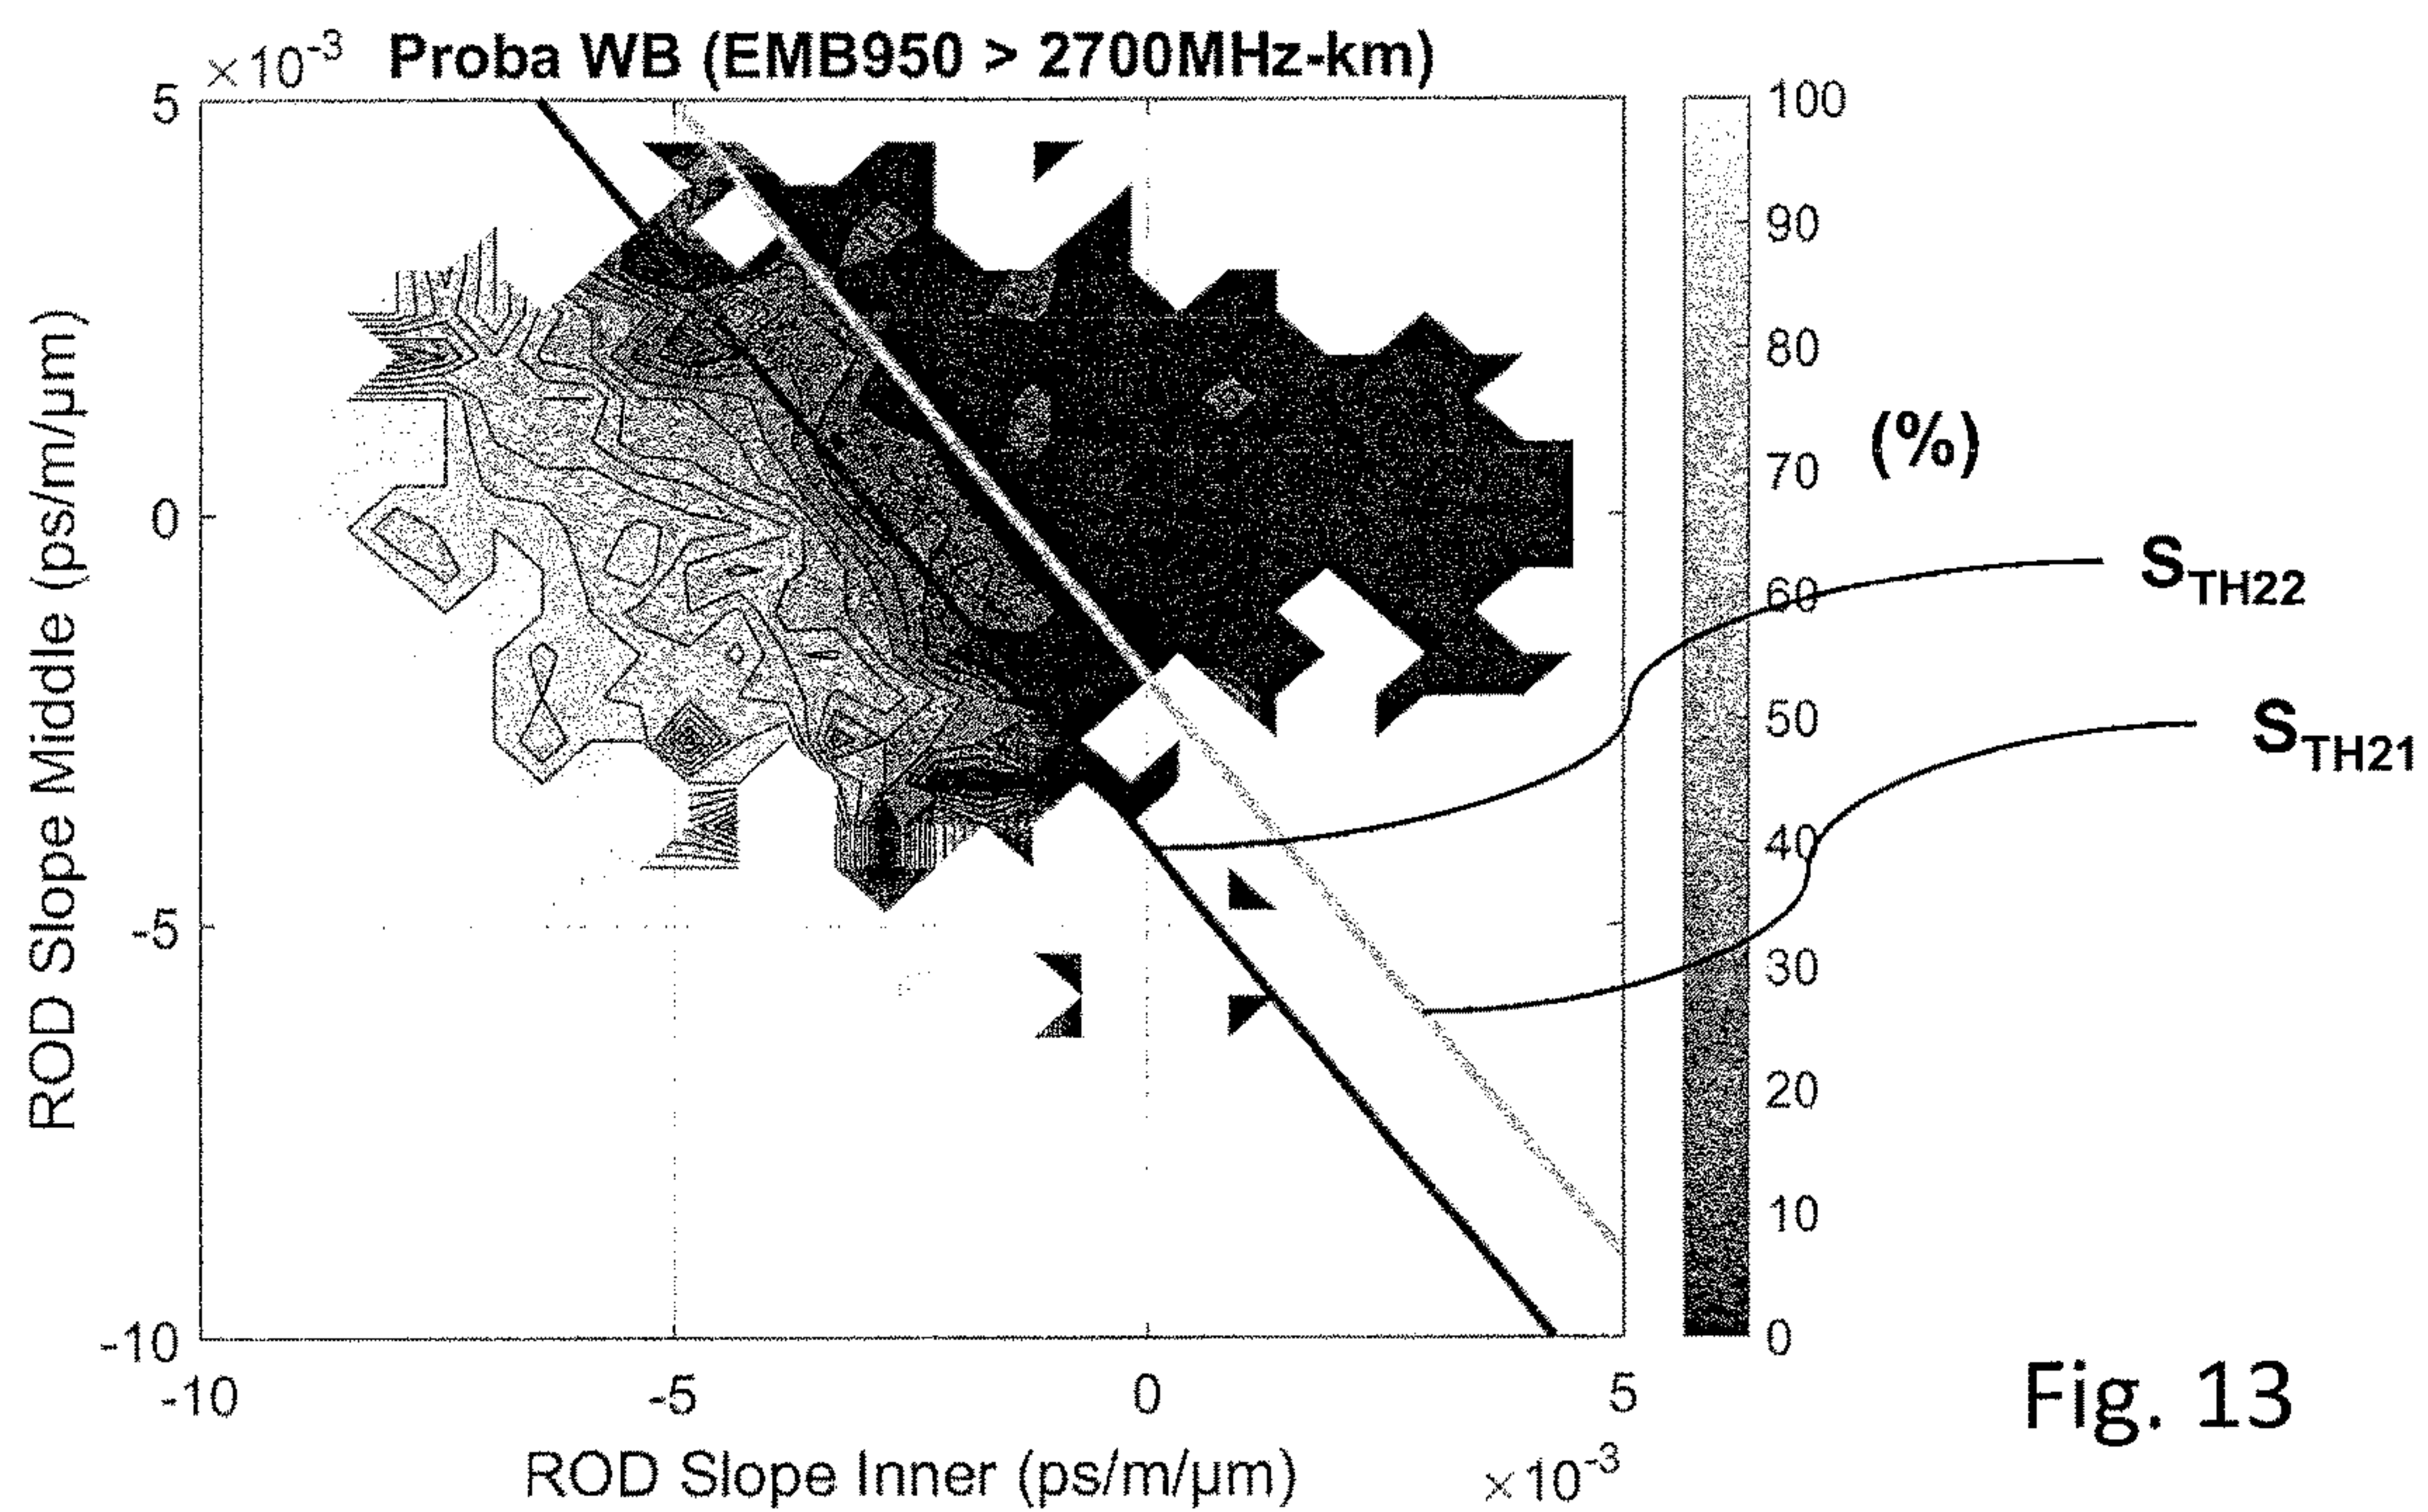 ×10⁻³ Proba WB (EMB950 > 2700MHz-km)
5
0
-5
-10
ROD Slope Middle (ps/m/µm)
-10 -5 0 5
ROD Slope Inner (ps/m/µm) ×10⁻³
100
90
80
70
60
50
40
30
20
10
0
(%)
S_TH22
S_TH21
Fig. 13